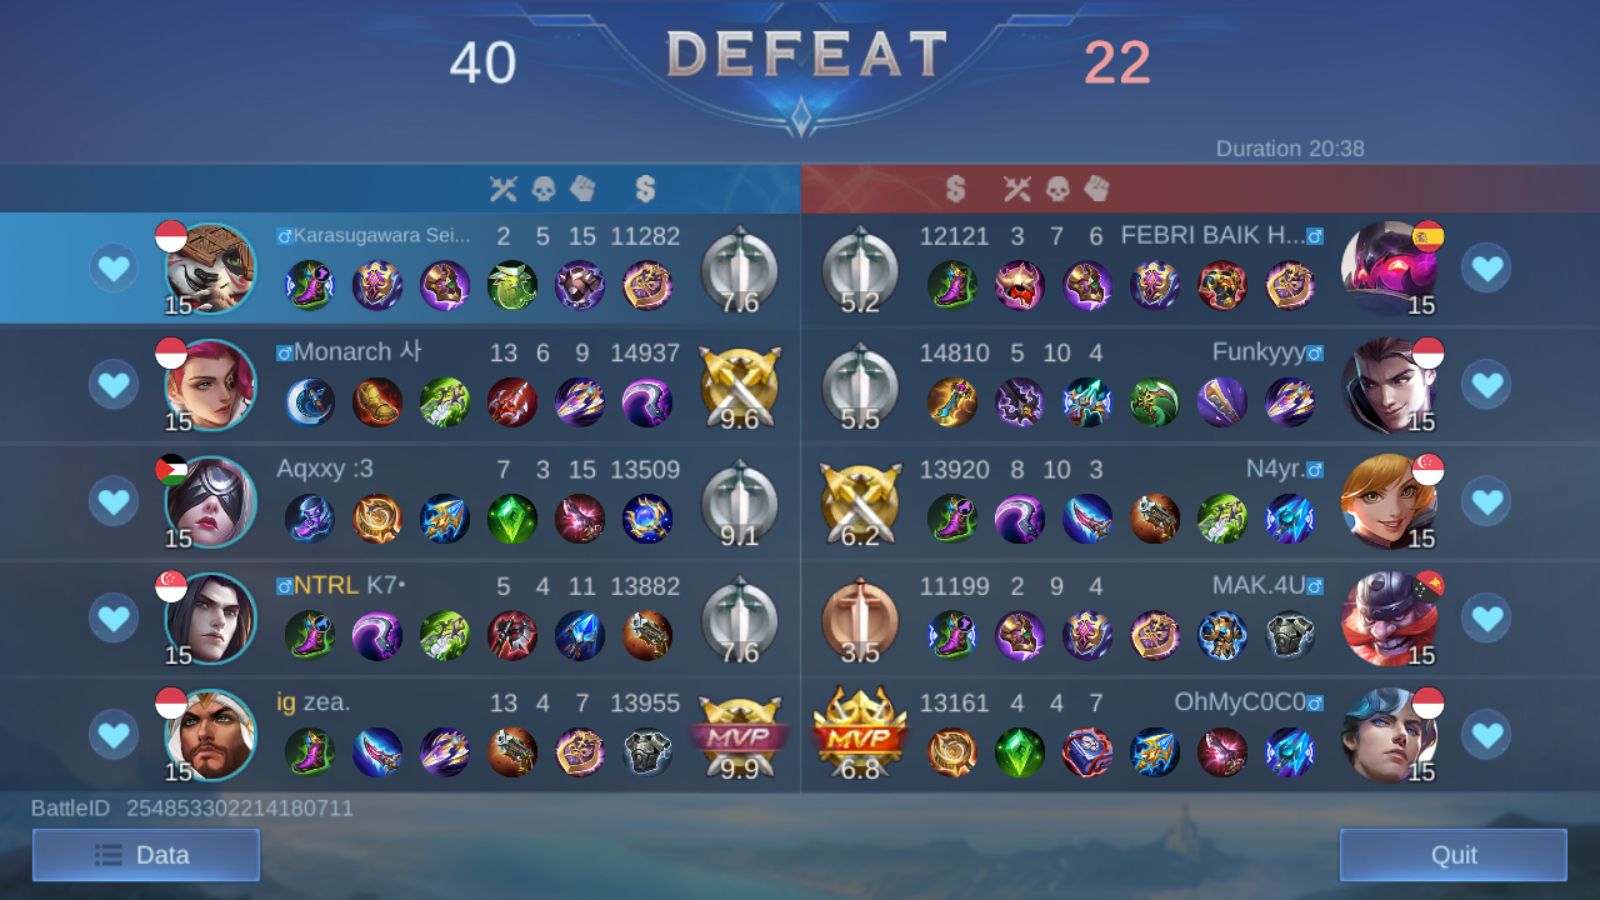 40 DEFEAT 22
Duration 20:38
Karasugawara Sei... 2 5 15 11282 7.6 15
5.2 12121 3 7 6 FEBRI BAIK H... 15
Monarch 사 13 6 9 14937 9.6 15
5.5 14810 5 10 4 Funkyyy 15
Aqxxy :3 7 3 15 13509 9.1 15
6.2 13920 8 10 3 N4yr. 15
NTRL K7• 5 4 11 13882 7.6 15
3.5 11199 2 9 4 MAK.4U 15
ig zea. 13 4 7 13955 MVP 9.9 15
MVP 6.8 13161 4 4 7 OhMyC0C0 15
BattleID 254853302214180711
Data
Quit